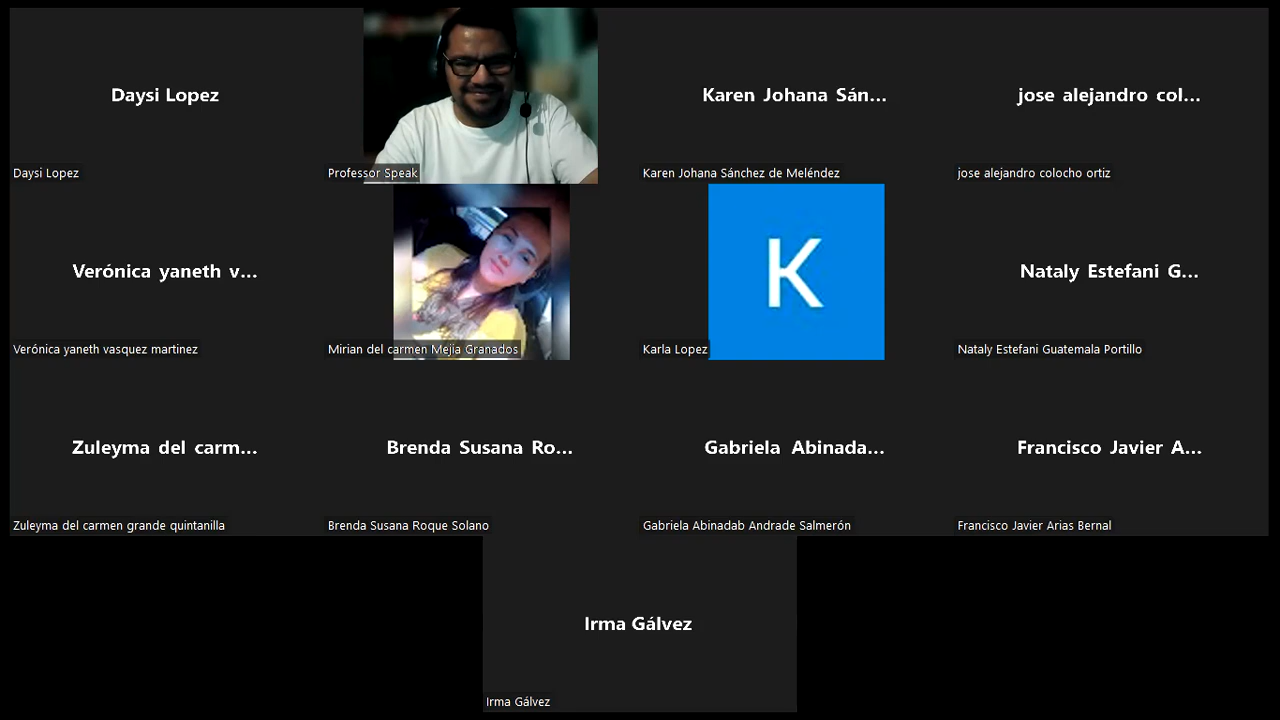 Daysi Lopez
Karen Johana Sán...
jose alejandro col...
Daysi Lopez
Professor Speak
Karen Johana Sánchez de Meléndez
jose alejandro colocho ortiz
Verónica yaneth v...
K
Nataly Estefani G...
Verónica yaneth vasquez martinez
Mirian del carmen Mejia Granados
Karla Lopez
Nataly Estefani Guatemala Portillo
Zuleyma del carm...
Brenda Susana Ro...
Gabriela Abinada...
Francisco Javier A...
Zuleyma del carmen grande quintanilla
Brenda Susana Roque Solano
Gabriela Abinadab Andrade Salmerón
Francisco Javier Arias Bernal
Irma Gálvez
Irma Gálvez